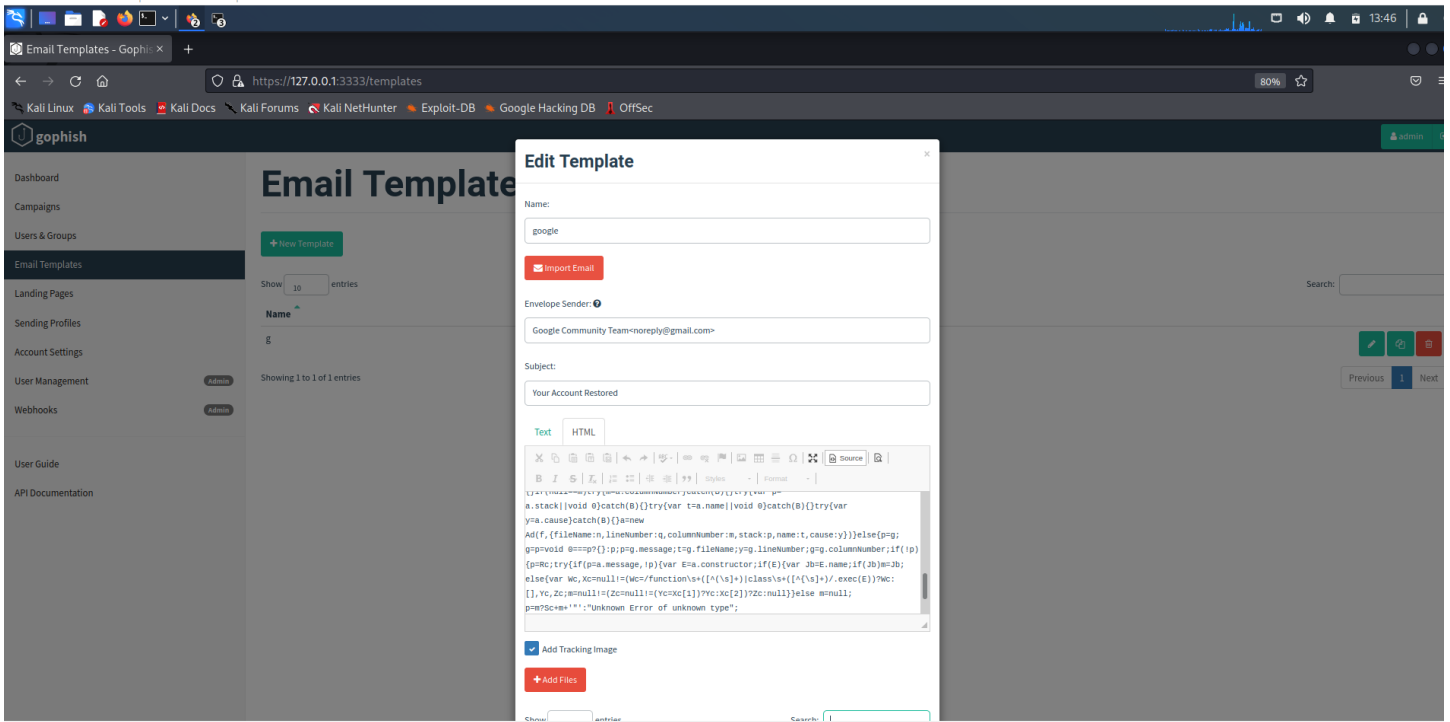 13:46
Email Templates - Gophis
https://127.0.0.1:3333/templates
80%
Kali Linux Kali Tools Kali Docs Kali Forums Kali NetHunter Exploit-DB Google Hacking DB OffSec
gophish
admin
Dashboard
Campaigns
Users & Groups
Email Templates
Landing Pages
Sending Profiles
Account Settings
User Management Admin
Webhooks Admin
User Guide
API Documentation
Email Template
New Template
Show 10 entries
Search:
Name
g
Showing 1 to 1 of 1 entries
Previous 1 Next
Edit Template
Name:
google
Import Email
Envelope Sender:
Google Community Team<noreply@gmail.com>
Subject:
Your Account Restored
Text HTML
Source
Styles Format
{}if(null==m)try{m=a.columnNumber}catch(B){}try{var p=
a.stack||void 0}catch(B){}try{var t=a.name||void 0}catch(B){}try{var
y=a.cause}catch(B){}a=new
Ad(f,{fileName:n,lineNumber:q,columnNumber:m,stack:p,name:t,cause:y})}else{p=g;
g=p=void 0===p?{}:p;p=g.message;t=g.fileName;y=g.lineNumber;g=g.columnNumber;if(!p)
{p=Rc;try{if(p=a.constructor,!p){var E=a.constructor;if(E){var Jb=E.name;if(Jb)m=Jb;
else{var Wc,Xc=null!=(Wc=/function\s+([^(\s]+)|class\s+([^{\s]+)/.exec(E))?Wc:
[],Yc,Zc;m=null!=(Zc=null!=(Yc=Xc[1])?Yc:Xc[2])?Zc:null}}else m=null;
p=m?Sc+m+'"':"Unknown Error of unknown type";
Add Tracking Image
Add Files
Show entries
Search: